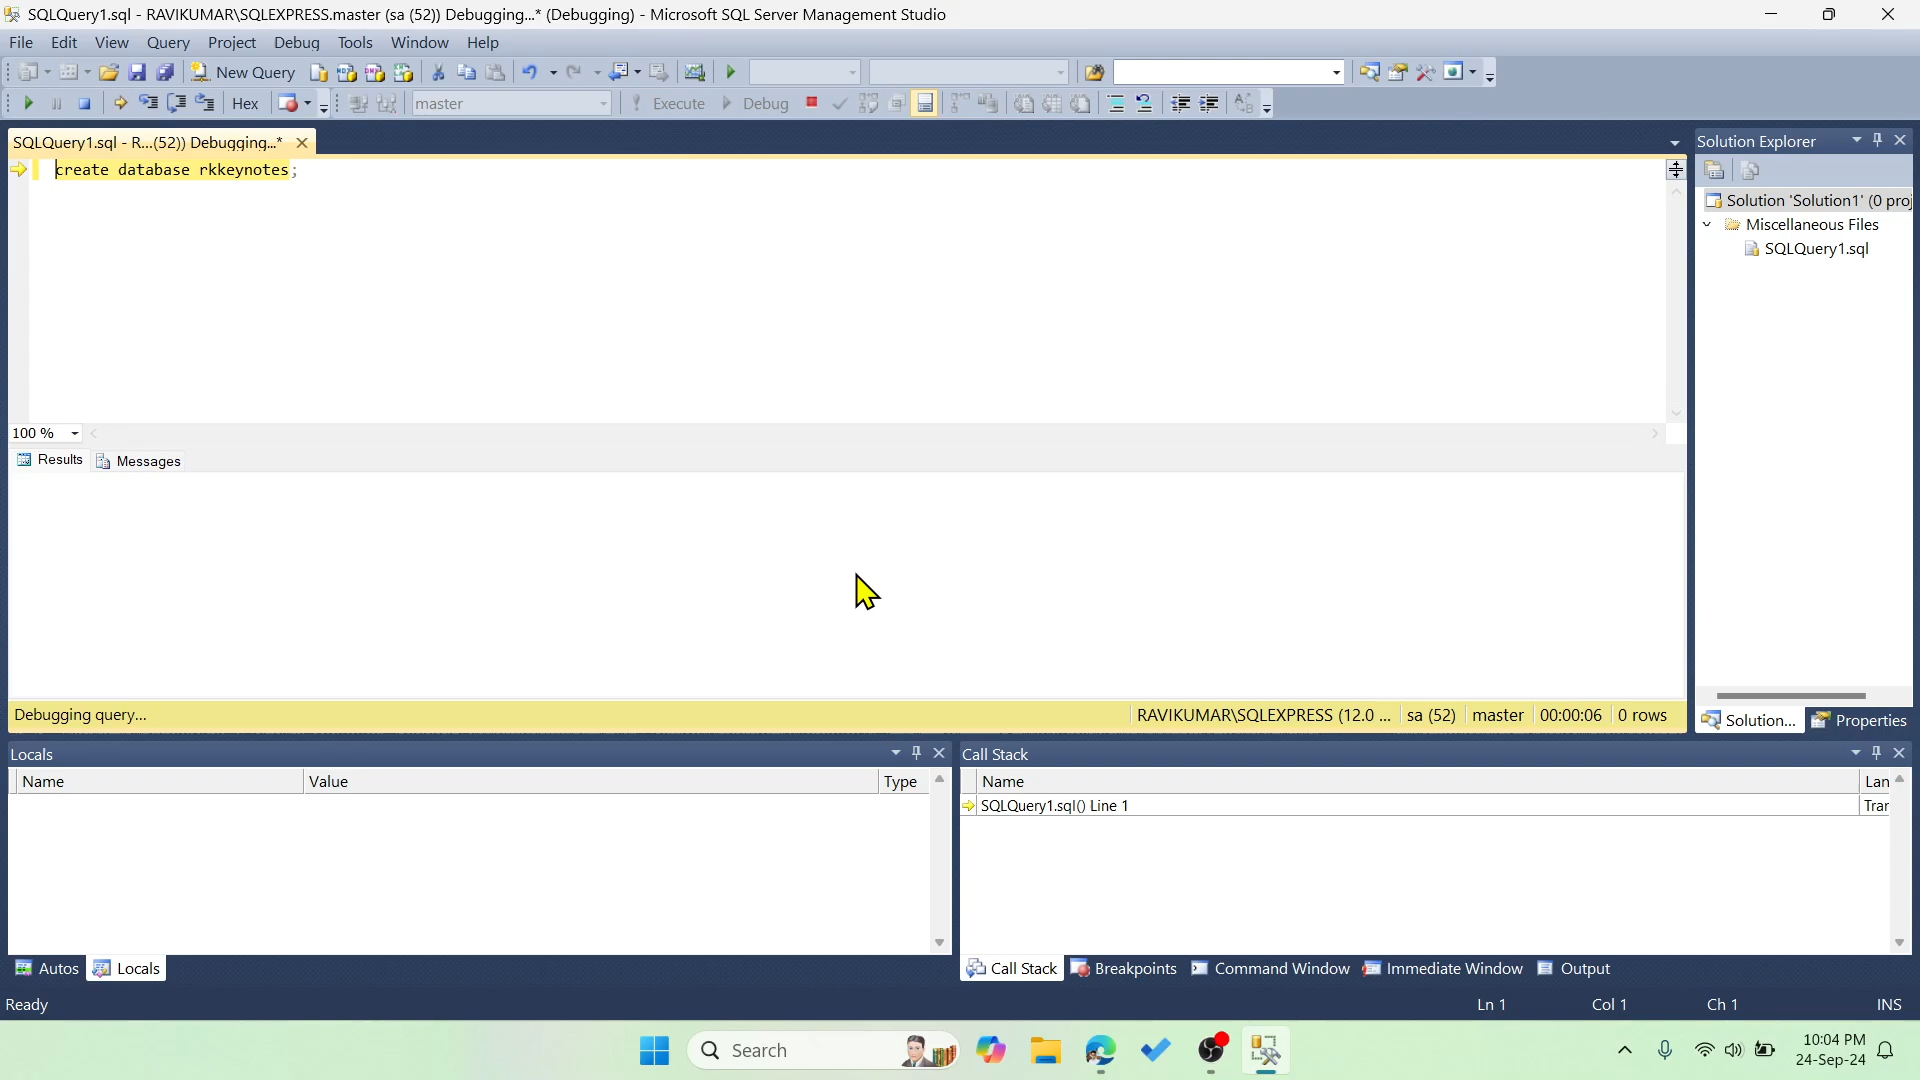 SQLQuery1.sql - RAVIKUMAR\SQLEXPRESS.master (sa (52)) Debugging...* (Debugging) - Microsoft SQL Server Management Studio
File Edit View Query Project Debug Tools Window Help
New Query
Hex master Execute Debug
SQLQuery1.sql - R...(52)) Debugging...*
create database rkkeynotes;
100 %
Results Messages
Debugging query... RAVIKUMAR\SQLEXPRESS (12.0 ... sa (52) master 00:00:06 0 rows
Solution Explorer
Solution 'Solution1' (0 proj
Miscellaneous Files
SQLQuery1.sql
Solution... Properties
Locals
Name Value Type
Autos Locals
Call Stack
Name Lan
SQLQuery1.sql() Line 1 Tran
Call Stack Breakpoints Command Window Immediate Window Output
Ready Ln 1 Col 1 Ch 1 INS
Search
10:04 PM
24-Sep-24